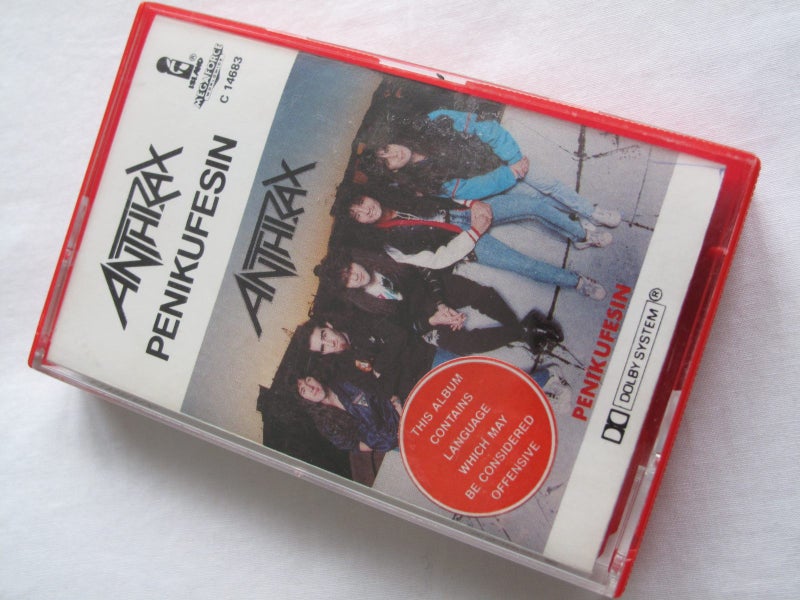 ISLAND ®
MEGAFORCE
C 14683
ANTHRAX
PENIKUFESIN
ANTHRAX
THIS ALBUM
CONTAINS
LANGUAGE
WHICH MAY
BE CONSIDERED
OFFENSIVE
PENIKUFESIN
DOLBY SYSTEM ®